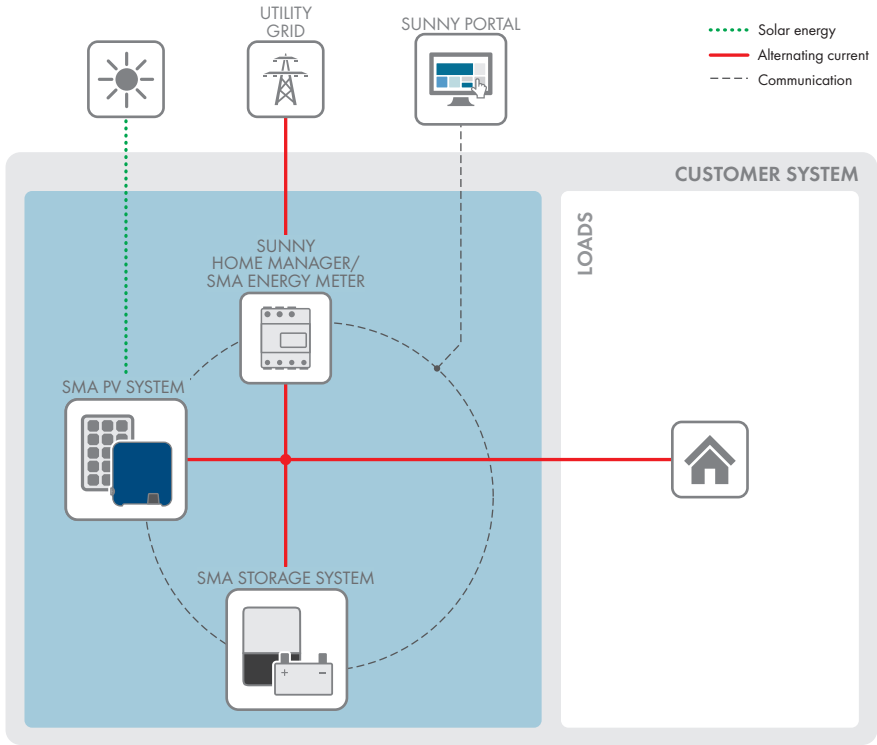 UTILITY
GRID
SUNNY PORTAL
Solar energy
Alternating current
Communication
CUSTOMER SYSTEM
LOADS
SUNNY
HOME MANAGER/
SMA ENERGY METER
SMA PV SYSTEM
SMA STORAGE SYSTEM
+ −